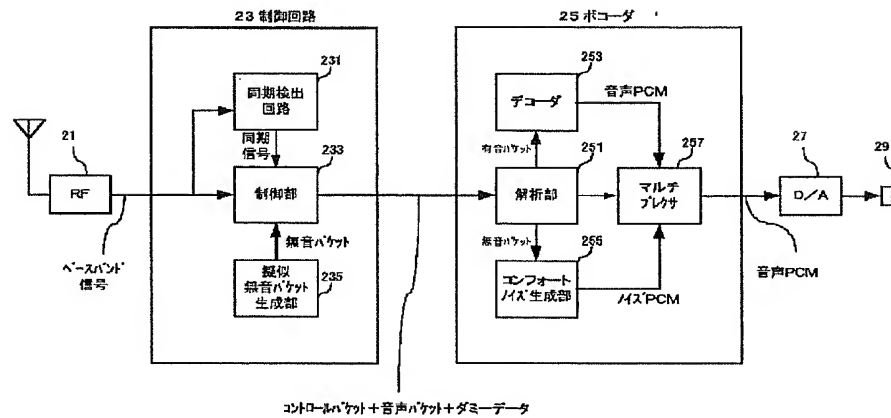 23 制御回路
25 ボコーダ
231
同期検出
回路
253
デコーダ
音声PCM
21
RF
同期
信号
233
制御部
有音パケット
251
解析部
257
マルチ
プレクサ
27
D/A
29
無音パケット
無音パケット
255
ベースバンド
信号
擬似
無音パケット
生成部
235
コンフォート
ノイズ生成部
ノイズPCM
音声PCM
コントロールパケット+音声パケット+ダミーデータ